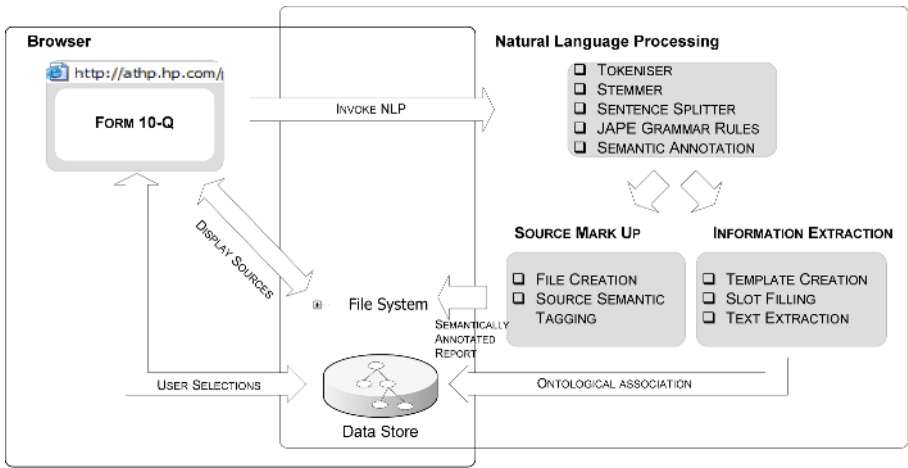 Browser
http://athp.hp.com/
FORM 10-Q
INVOKE NLP
Natural Language Processing
TOKENISER
STEMMER
SENTENCE SPLITTER
JAPE GRAMMAR RULES
SEMANTIC ANNOTATION
DISPLAY SOURCES
SOURCE MARK UP
FILE CREATION
SOURCE SEMANTIC
TAGGING
INFORMATION EXTRACTION
TEMPLATE CREATION
SLOT FILLING
TEXT EXTRACTION
File System
SEMANTICALLY
ANNOTATED
REPORT
USER SELECTIONS
ONTOLOGICAL ASSOCIATION
Data Store